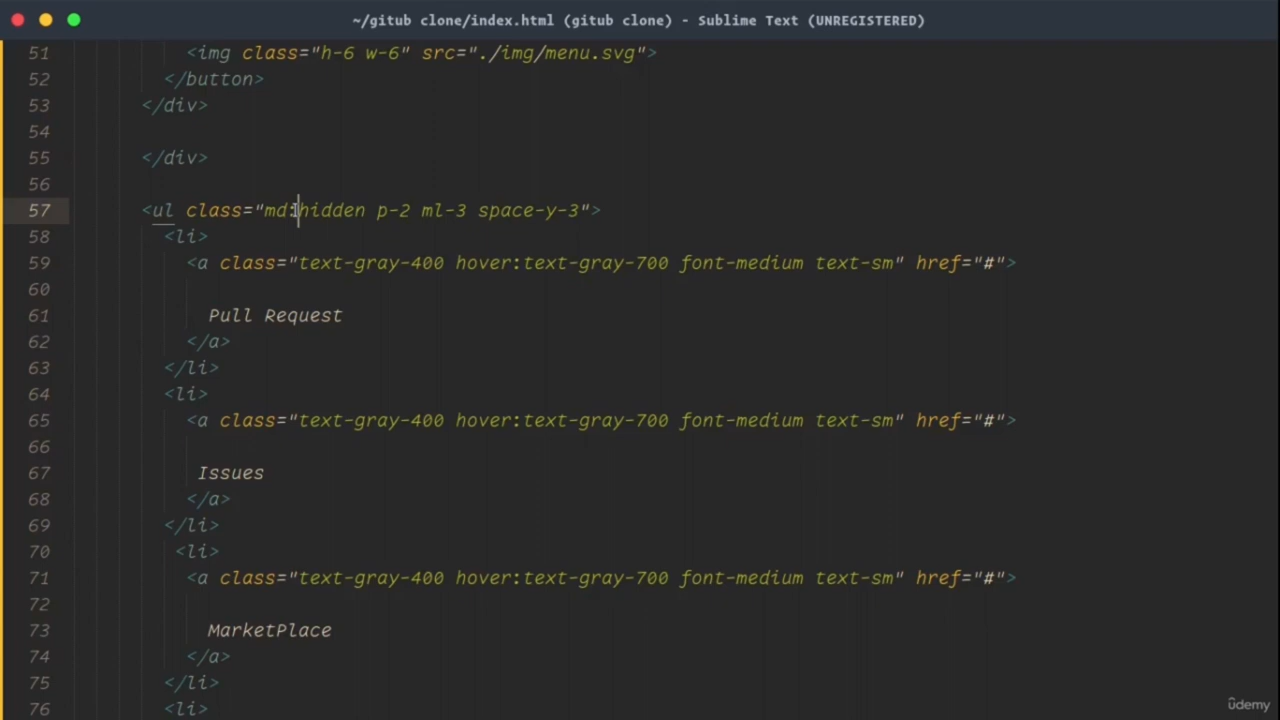 ~/gitub clone/index.html (gitub clone) - Sublime Text (UNREGISTERED)
51 <img class="h-6 w-6" src="./img/menu.svg">
52 </button>
53 </div>
54
55 </div>
56
57 <ul class="md:hidden p-2 ml-3 space-y-3">
58 <li>
59 <a class="text-gray-400 hover:text-gray-700 font-medium text-sm" href="#">
60
61 Pull Request
62 </a>
63 </li>
64 <li>
65 <a class="text-gray-400 hover:text-gray-700 font-medium text-sm" href="#">
66
67 Issues
68 </a>
69 </li>
70 <li>
71 <a class="text-gray-400 hover:text-gray-700 font-medium text-sm" href="#">
72
73 MarketPlace
74 </a>
75 </li>
76 <li>
udemy